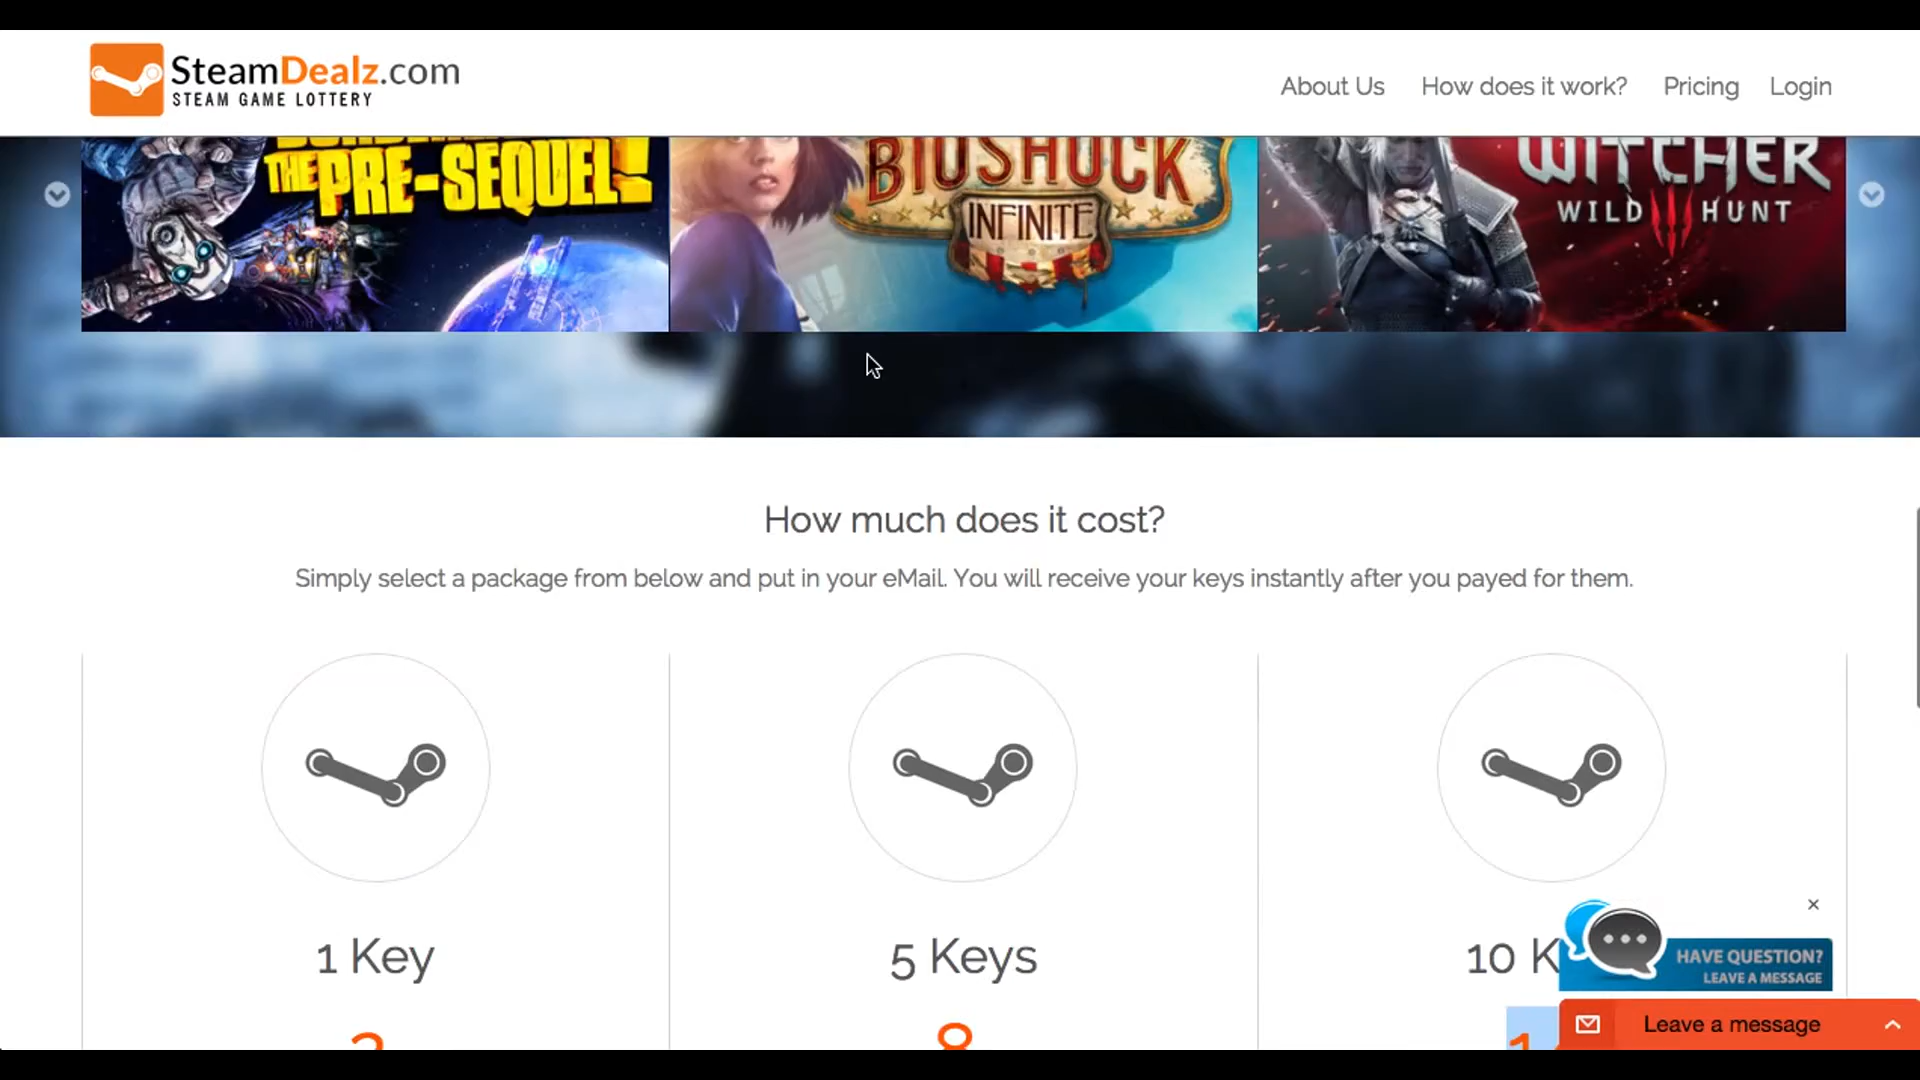 SteamDealz.com
STEAM GAME LOTTERY
About Us How does it work? Pricing Login
THE PRE-SEQUEL!
BIOSHOCK
INFINITE
WITCHER
WILD HUNT
How much does it cost?
Simply select a package from below and put in your eMail. You will receive your keys instantly after you payed for them.
1 Key
5 Keys
10 K
HAVE QUESTION?
LEAVE A MESSAGE
Leave a message